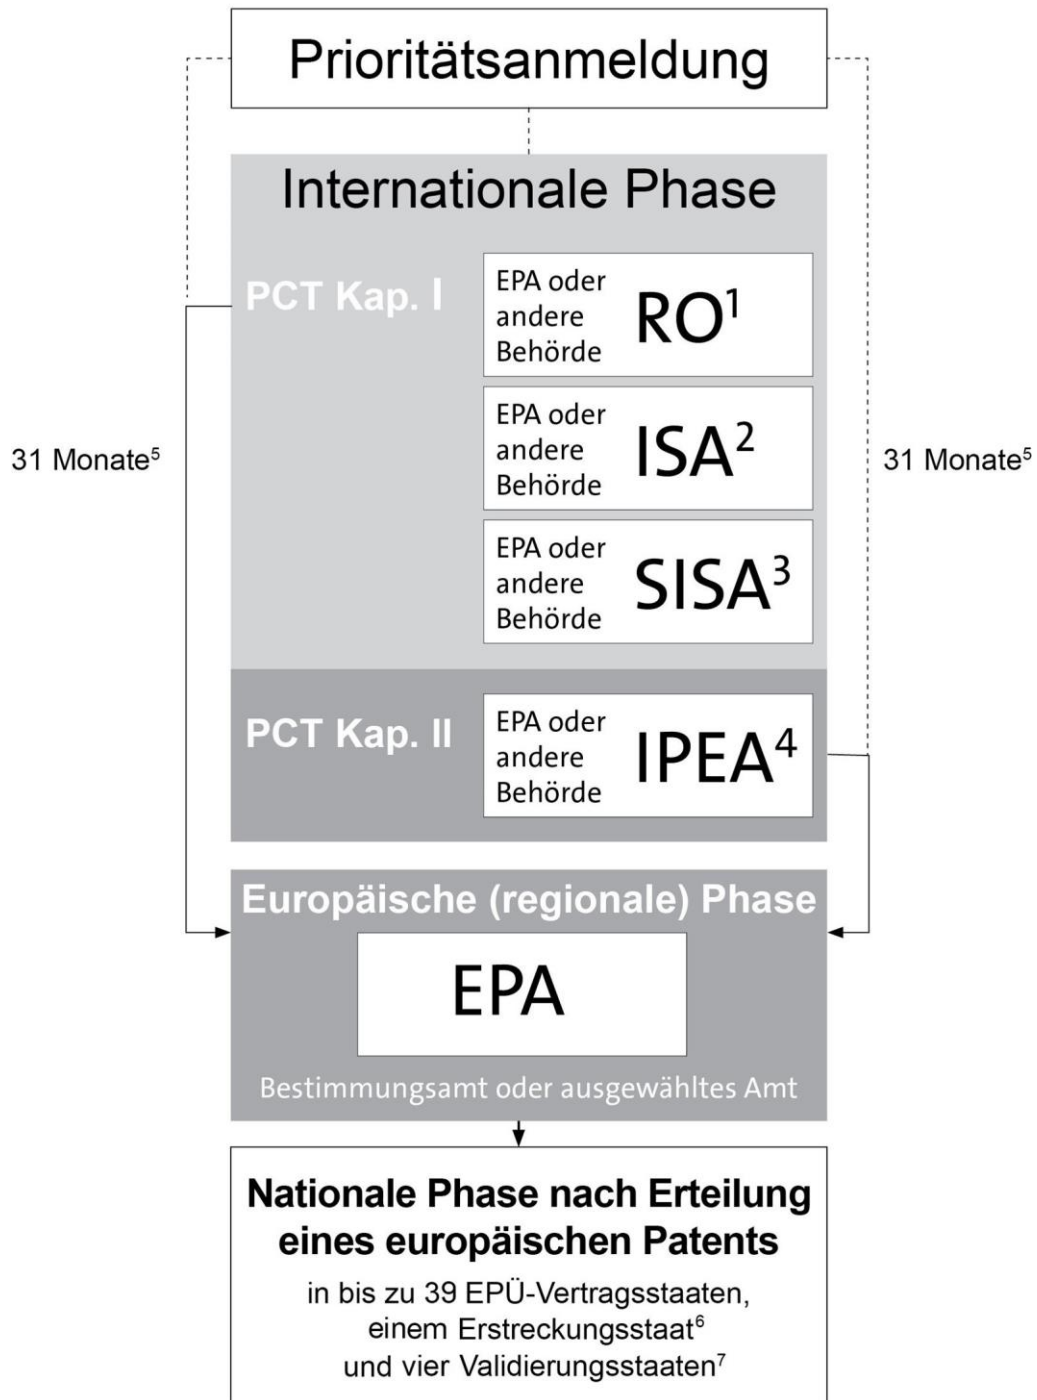 Prioritätsanmeldung
Internationale Phase
PCT Kap. I
EPA oder
andere
Behörde
RO¹
EPA oder
andere
Behörde
ISA²
EPA oder
andere
Behörde
SISA³
31 Monate⁵
31 Monate⁵
PCT Kap. II
EPA oder
andere
Behörde
IPEA⁴
Europäische (regionale) Phase
EPA
Bestimmungsamt oder ausgewähltes Amt
Nationale Phase nach Erteilung
eines europäischen Patents
in bis zu 39 EPÜ-Vertragsstaaten,
einem Erstreckungsstaat⁶
und vier Validierungsstaaten⁷